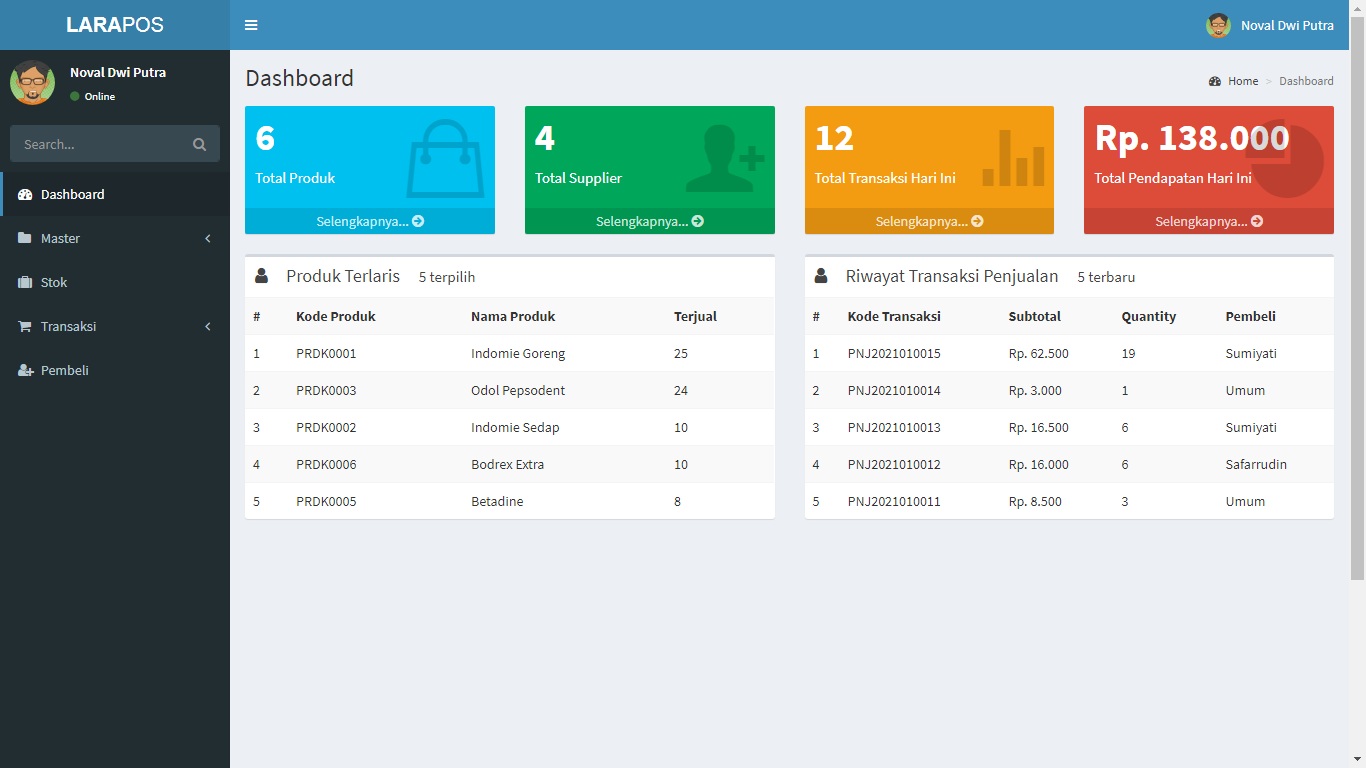 LARAPOS
Noval Dwi Putra
Noval Dwi Putra
Online
Search...
Dashboard
Master
Stok
Transaksi
Pembeli
Dashboard
Home > Dashboard
6
Total Produk
Selengkapnya...
4
Total Supplier
Selengkapnya...
12
Total Transaksi Hari Ini
Selengkapnya...
Rp. 138.000
Total Pendapatan Hari Ini
Selengkapnya...
Produk Terlaris 5 terpilih
# Kode Produk Nama Produk Terjual
1 PRDK0001 Indomie Goreng 25
2 PRDK0003 Odol Pepsodent 24
3 PRDK0002 Indomie Sedap 10
4 PRDK0006 Bodrex Extra 10
5 PRDK0005 Betadine 8
Riwayat Transaksi Penjualan 5 terbaru
# Kode Transaksi Subtotal Quantity Pembeli
1 PNJ2021010015 Rp. 62.500 19 Sumiyati
2 PNJ2021010014 Rp. 3.000 1 Umum
3 PNJ2021010013 Rp. 16.500 6 Sumiyati
4 PNJ2021010012 Rp. 16.000 6 Safarrudin
5 PNJ2021010011 Rp. 8.500 3 Umum